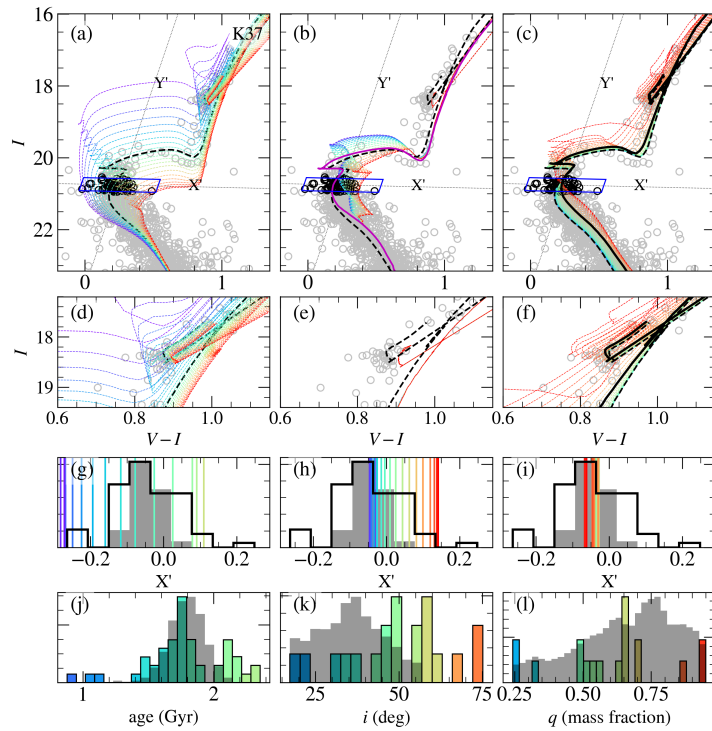 16
18
20
22
I
(a)
K37
Y'
X'
0
1
(b)
Y'
X'
0
1
(c)
Y'
X'
0
1
18
19
I
(d)
0.6
0.8
1.0
V − I
(e)
0.6
0.8
1.0
V − I
(f)
0.6
0.8
1.0
V − I
(g)
−0.2
0.0
0.2
X'
(h)
−0.2
0.0
0.2
X'
(i)
−0.2
0.0
0.2
X'
(j)
1
2
age (Gyr)
(k)
25
50
75
i (deg)
(l)
0.25
0.50
0.75
q (mass fraction)